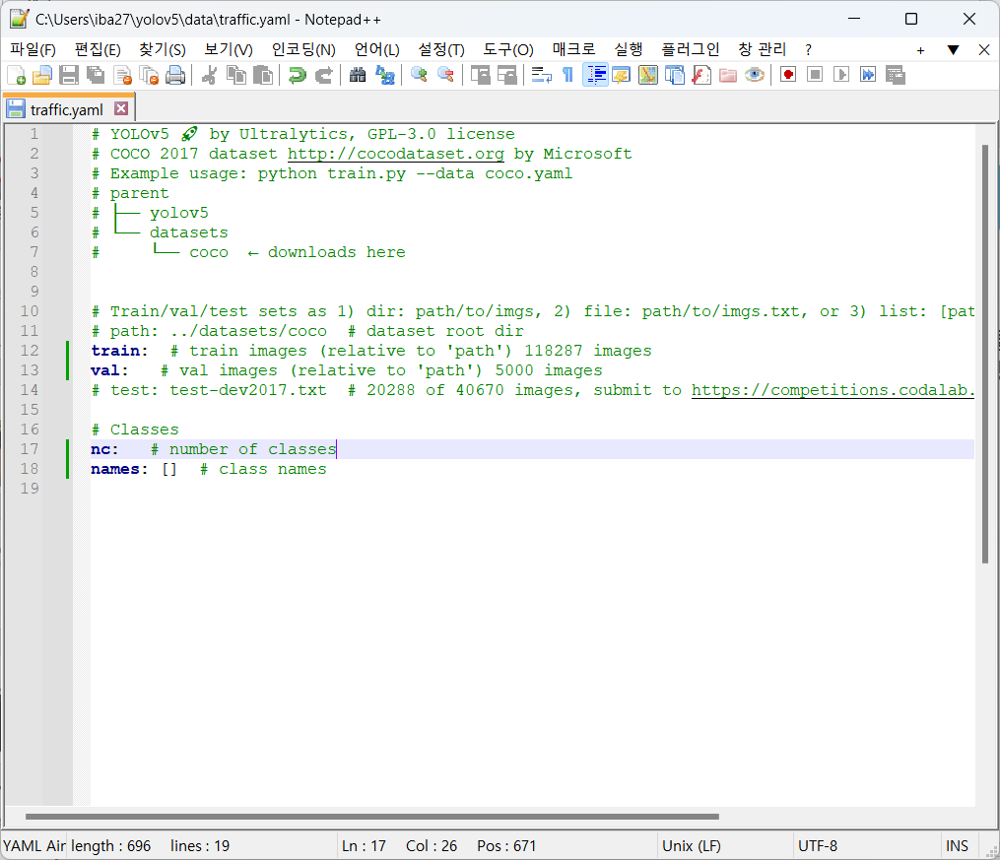 C:\Users\iba27\yolov5\data\traffic.yaml - Notepad++
파일(F) 편집(E) 찾기(S) 보기(V) 인코딩(N) 언어(L) 설정(T) 도구(O) 매크로 실행 플러그인 창 관리 ? + ▼ X
traffic.yaml
1 # YOLOv5 🚀 by Ultralytics, GPL-3.0 license
2 # COCO 2017 dataset http://cocodataset.org by Microsoft
3 # Example usage: python train.py --data coco.yaml
4 # parent
5 # ├── yolov5
6 # └── datasets
7 #     └── coco  ← downloads here
8
9
10 # Train/val/test sets as 1) dir: path/to/imgs, 2) file: path/to/imgs.txt, or 3) list: [pat
11 # path: ../datasets/coco  # dataset root dir
12 train:  # train images (relative to 'path') 118287 images
13 val:   # val images (relative to 'path') 5000 images
14 # test: test-dev2017.txt  # 20288 of 40670 images, submit to https://competitions.codalab.
15
16 # Classes
17 nc:   # number of classes
18 names: []  # class names
19
YAML Ain length : 696 lines : 19 Ln : 17 Col : 26 Pos : 671 Unix (LF) UTF-8 INS